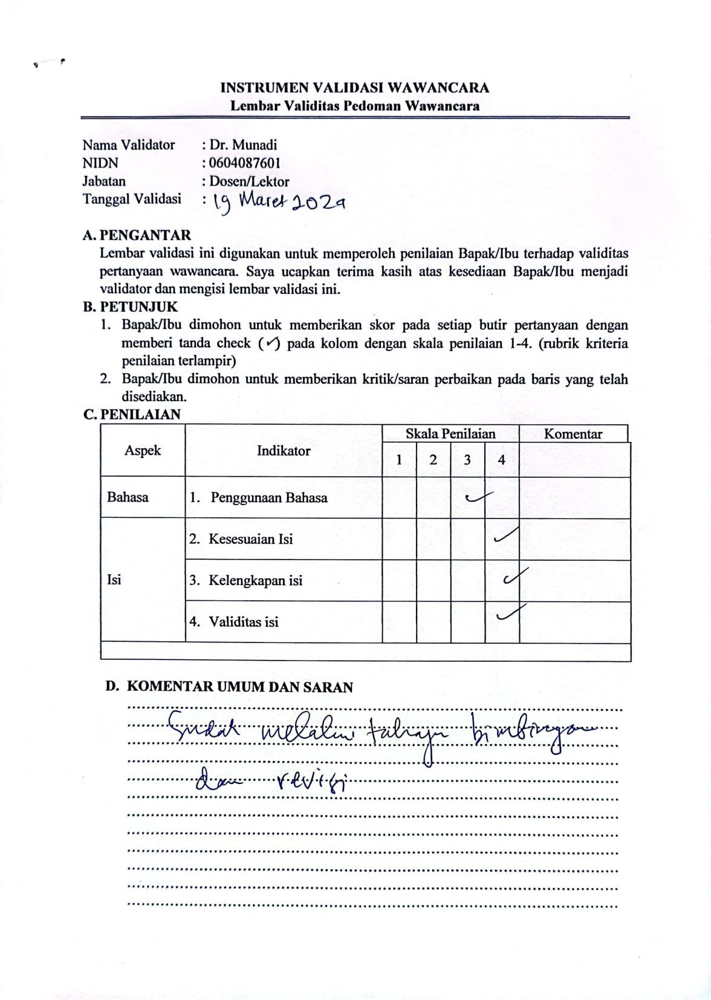 INSTRUMEN VALIDASI WAWANCARA
Lembar Validitas Pedoman Wawancara
Nama Validator : Dr. Munadi
NIDN : 0604087601
Jabatan : Dosen/Lektor
Tanggal Validasi : 19 Maret 2024
A. PENGANTAR
Lembar validasi ini digunakan untuk memperoleh penilaian Bapak/Ibu terhadap validitas
pertanyaan wawancara. Saya ucapkan terima kasih atas kesediaan Bapak/Ibu menjadi
validator dan mengisi lembar validasi ini.
B. PETUNJUK
1. Bapak/Ibu dimohon untuk memberikan skor pada setiap butir pertanyaan dengan
memberi tanda check (✓) pada kolom dengan skala penilaian 1-4. (rubrik kriteria
penilaian terlampir)
2. Bapak/Ibu dimohon untuk memberikan kritik/saran perbaikan pada baris yang telah
disediakan.
C. PENILAIAN
Aspek Indikator Skala Penilaian Komentar
1 2 3 4
Bahasa 1. Penggunaan Bahasa ✓
2. Kesesuaian Isi ✓
Isi 3. Kelengkapan isi ✓
4. Validitas isi ✓
D. KOMENTAR UMUM DAN SARAN
Sudah melalui tahap bimbingan
dan revisi